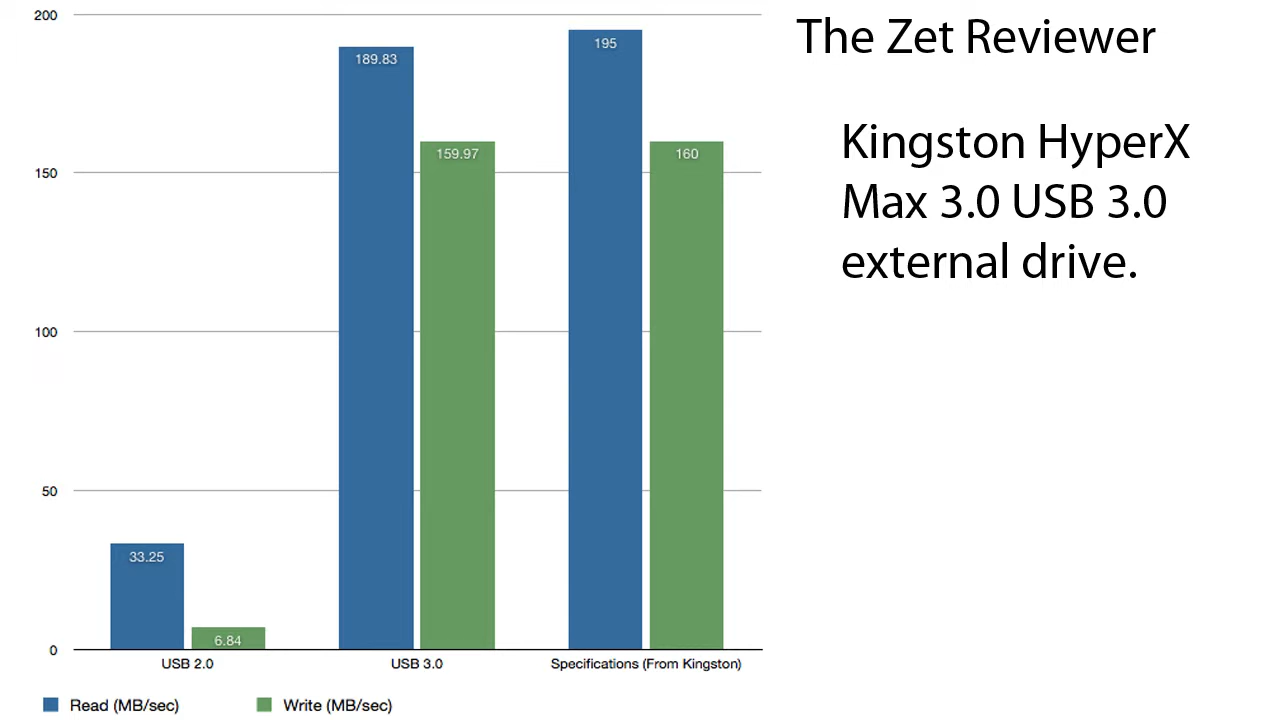 The Zet Reviewer
Kingston HyperX
Max 3.0 USB 3.0
external drive.
200
150
100
50
0
189.83
195
159.97
160
33.25
6.84
USB 2.0
USB 3.0
Specifications (From Kingston)
Read (MB/sec)
Write (MB/sec)